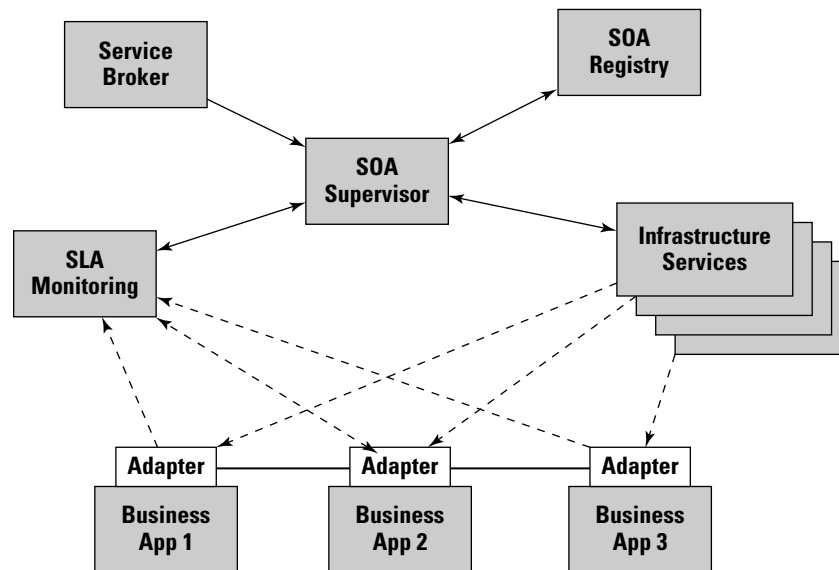 Service
Broker
SOA
Registry
SOA
Supervisor
SLA
Monitoring
Infrastructure
Services
Adapter
Adapter
Adapter
Business
App 1
Business
App 2
Business
App 3